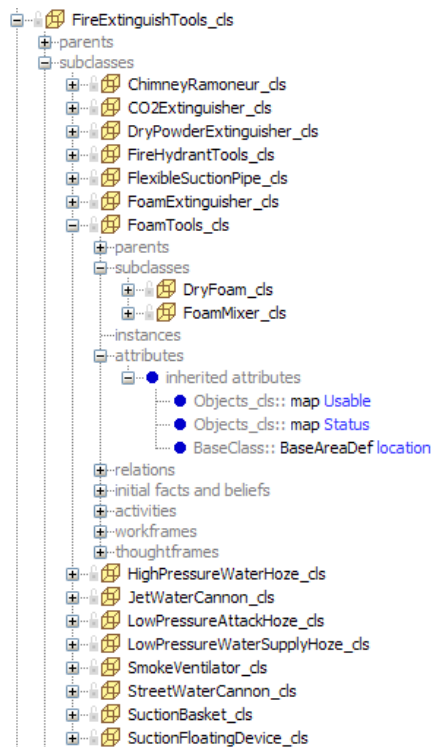 FireExtinguishTools_cls
parents
subclasses
ChimneyRamoneur_cls
CO2Extinguisher_cls
DryPowderExtinguisher_cls
FireHydrantTools_cls
FlexibleSuctionPipe_cls
FoamExtinguisher_cls
FoamTools_cls
parents
subclasses
DryFoam_cls
FoamMixer_cls
instances
attributes
inherited attributes
Objects_cls:: map Usable
Objects_cls:: map Status
BaseClass:: BaseAreaDef location
relations
initial facts and beliefs
activities
workframes
thoughtframes
HighPressureWaterHoze_cls
JetWaterCannon_cls
LowPressureAttackHoze_cls
LowPressureWaterSupplyHoze_cls
SmokeVentilator_cls
StreetWaterCannon_cls
SuctionBasket_cls
SuctionFloatingDevice_cls